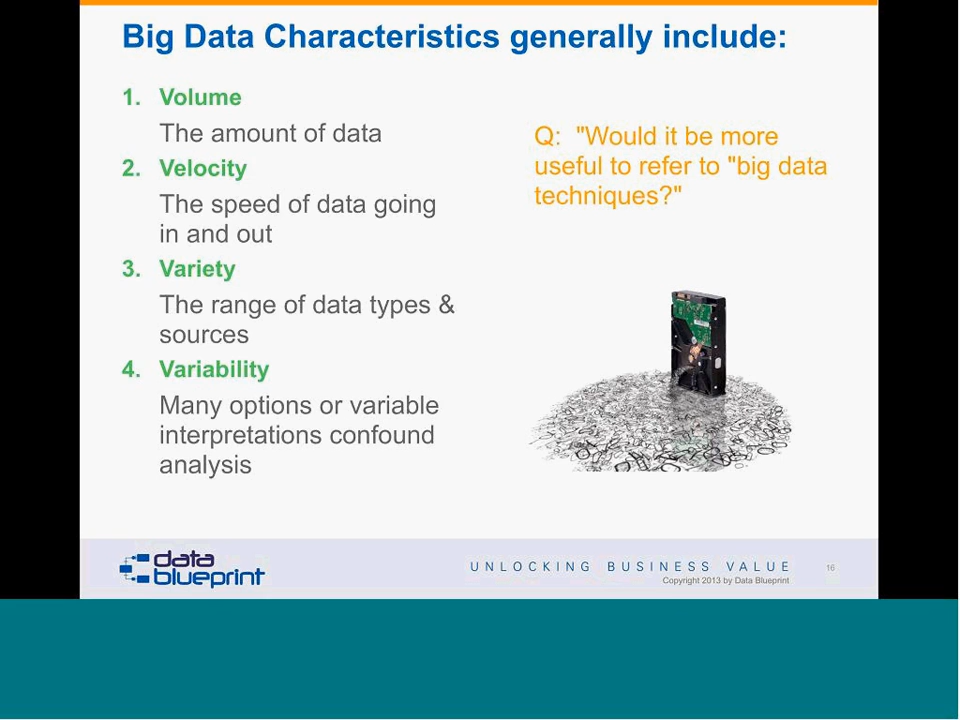 Big Data Characteristics generally include:
1. Volume
The amount of data
2. Velocity
The speed of data going
in and out
3. Variety
The range of data types &
sources
4. Variability
Many options or variable
interpretations confound
analysis
Q: "Would it be more
useful to refer to "big data
techniques?"
data
blueprint
UNLOCKING BUSINESS VALUE
Copyright 2013 by Data Blueprint
16